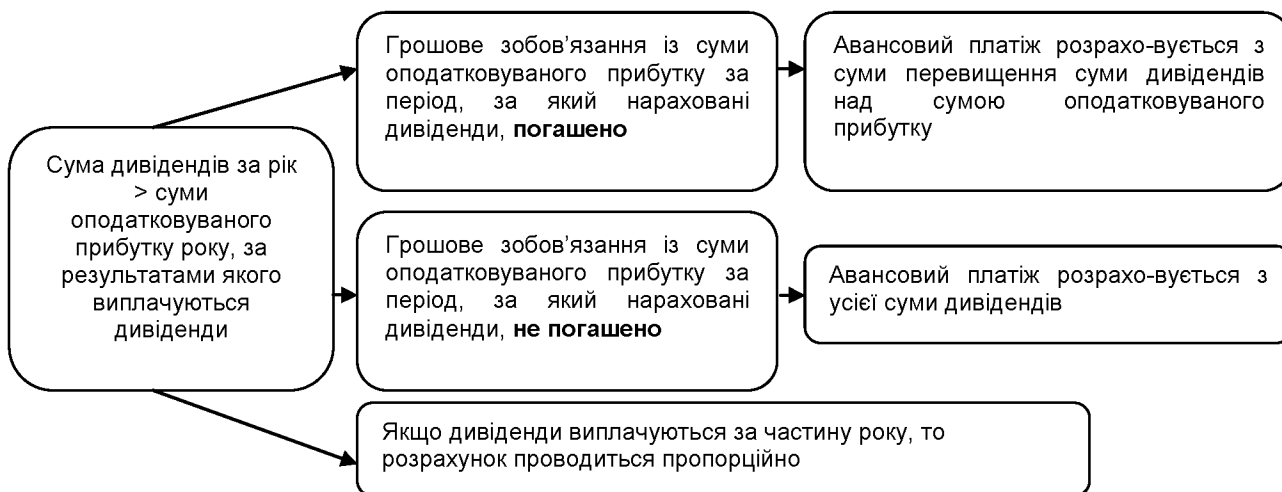 Сума дивідендів за рік
> суми
оподатковуваного
прибутку року, за
результатами якого
виплачуються
дивіденди
Грошове зобов’язання із суми
оподатковуваного прибутку за
період, за який нараховані
дивіденди, погашено
Авансовий платіж розрахо-вується з
суми перевищення суми дивідендів
над сумою оподатковуваного
прибутку
Грошове зобов’язання із суми
оподатковуваного прибутку за
період, за який нараховані
дивіденди, не погашено
Авансовий платіж розрахо-вується з
усієї суми дивідендів
Якщо дивіденди виплачуються за частину року, то
розрахунок проводиться пропорційно